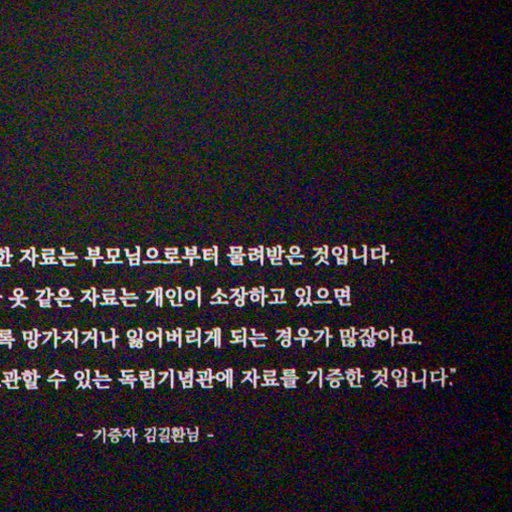 한 자료는 부모님으로부터 물려받은 것입니다.
옷 같은 자료는 개인이 소장하고 있으면
록 망가지거나 잃어버리게 되는 경우가 많잖아요.
관할 수 있는 독립기념관에 자료를 기증한 것입니다."
- 기증자 김길환님 -